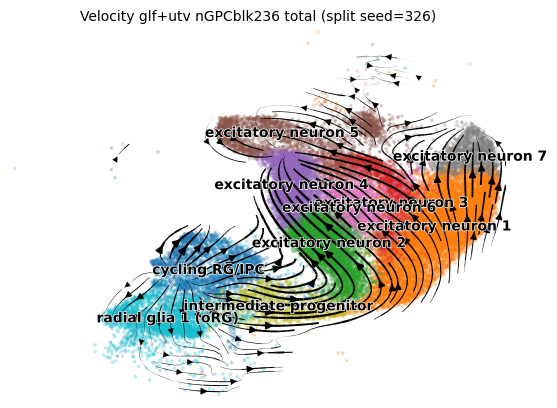 Velocity glf+utv nGPCblk236 total (split seed=326)
excitatory neuron 5
excitatory neuron 7
excitatory neuron 4
excitatory neuron 3
excitatory neuron 6
excitatory neuron 1
excitatory neuron 2
cycling RG/IPC
intermediate progenitor
radial glia 1 (oRG)